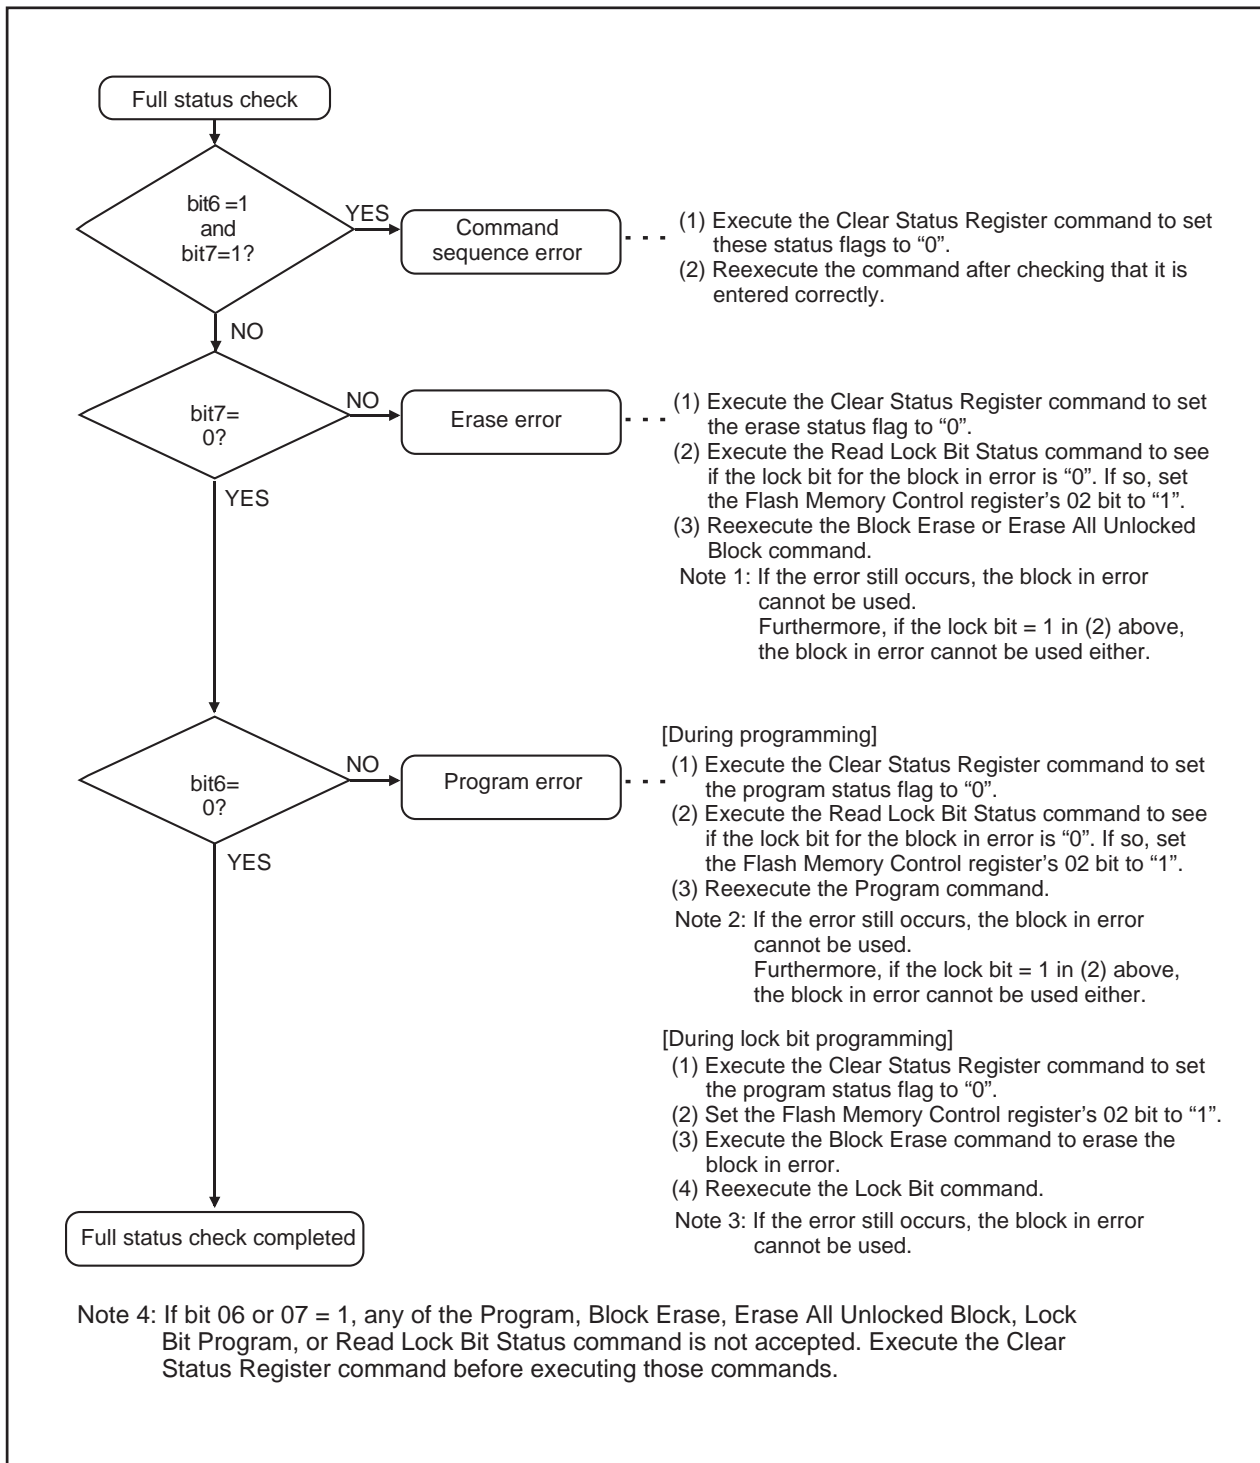 Full status check
bit6 =1
and
bit7=1?
YES
Command
sequence error
(1) Execute the Clear Status Register command to set
these status flags to “0”.
(2) Reexecute the command after checking that it is
entered correctly.
NO
bit7=
0?
NO
Erase error
(1) Execute the Clear Status Register command to set
the erase status flag to “0”.
(2) Execute the Read Lock Bit Status command to see
if the lock bit for the block in error is “0”. If so, set
the Flash Memory Control register’s 02 bit to “1”.
(3) Reexecute the Block Erase or Erase All Unlocked
Block command.
Note 1: If the error still occurs, the block in error
cannot be used.
Furthermore, if the lock bit = 1 in (2) above,
the block in error cannot be used either.
YES
bit6=
0?
NO
Program error
[During programming]
(1) Execute the Clear Status Register command to set
the program status flag to “0”.
(2) Execute the Read Lock Bit Status command to see
if the lock bit for the block in error is “0”. If so, set
the Flash Memory Control register’s 02 bit to “1”.
(3) Reexecute the Program command.
Note 2: If the error still occurs, the block in error
cannot be used.
Furthermore, if the lock bit = 1 in (2) above,
the block in error cannot be used either.
[During lock bit programming]
(1) Execute the Clear Status Register command to set
the program status flag to “0”.
(2) Set the Flash Memory Control register’s 02 bit to “1”.
(3) Execute the Block Erase command to erase the
block in error.
(4) Reexecute the Lock Bit command.
Note 3: If the error still occurs, the block in error
cannot be used.
YES
Full status check completed
Note 4: If bit 06 or 07 = 1, any of the Program, Block Erase, Erase All Unlocked Block, Lock
Bit Program, or Read Lock Bit Status command is not accepted. Execute the Clear
Status Register command before executing those commands.